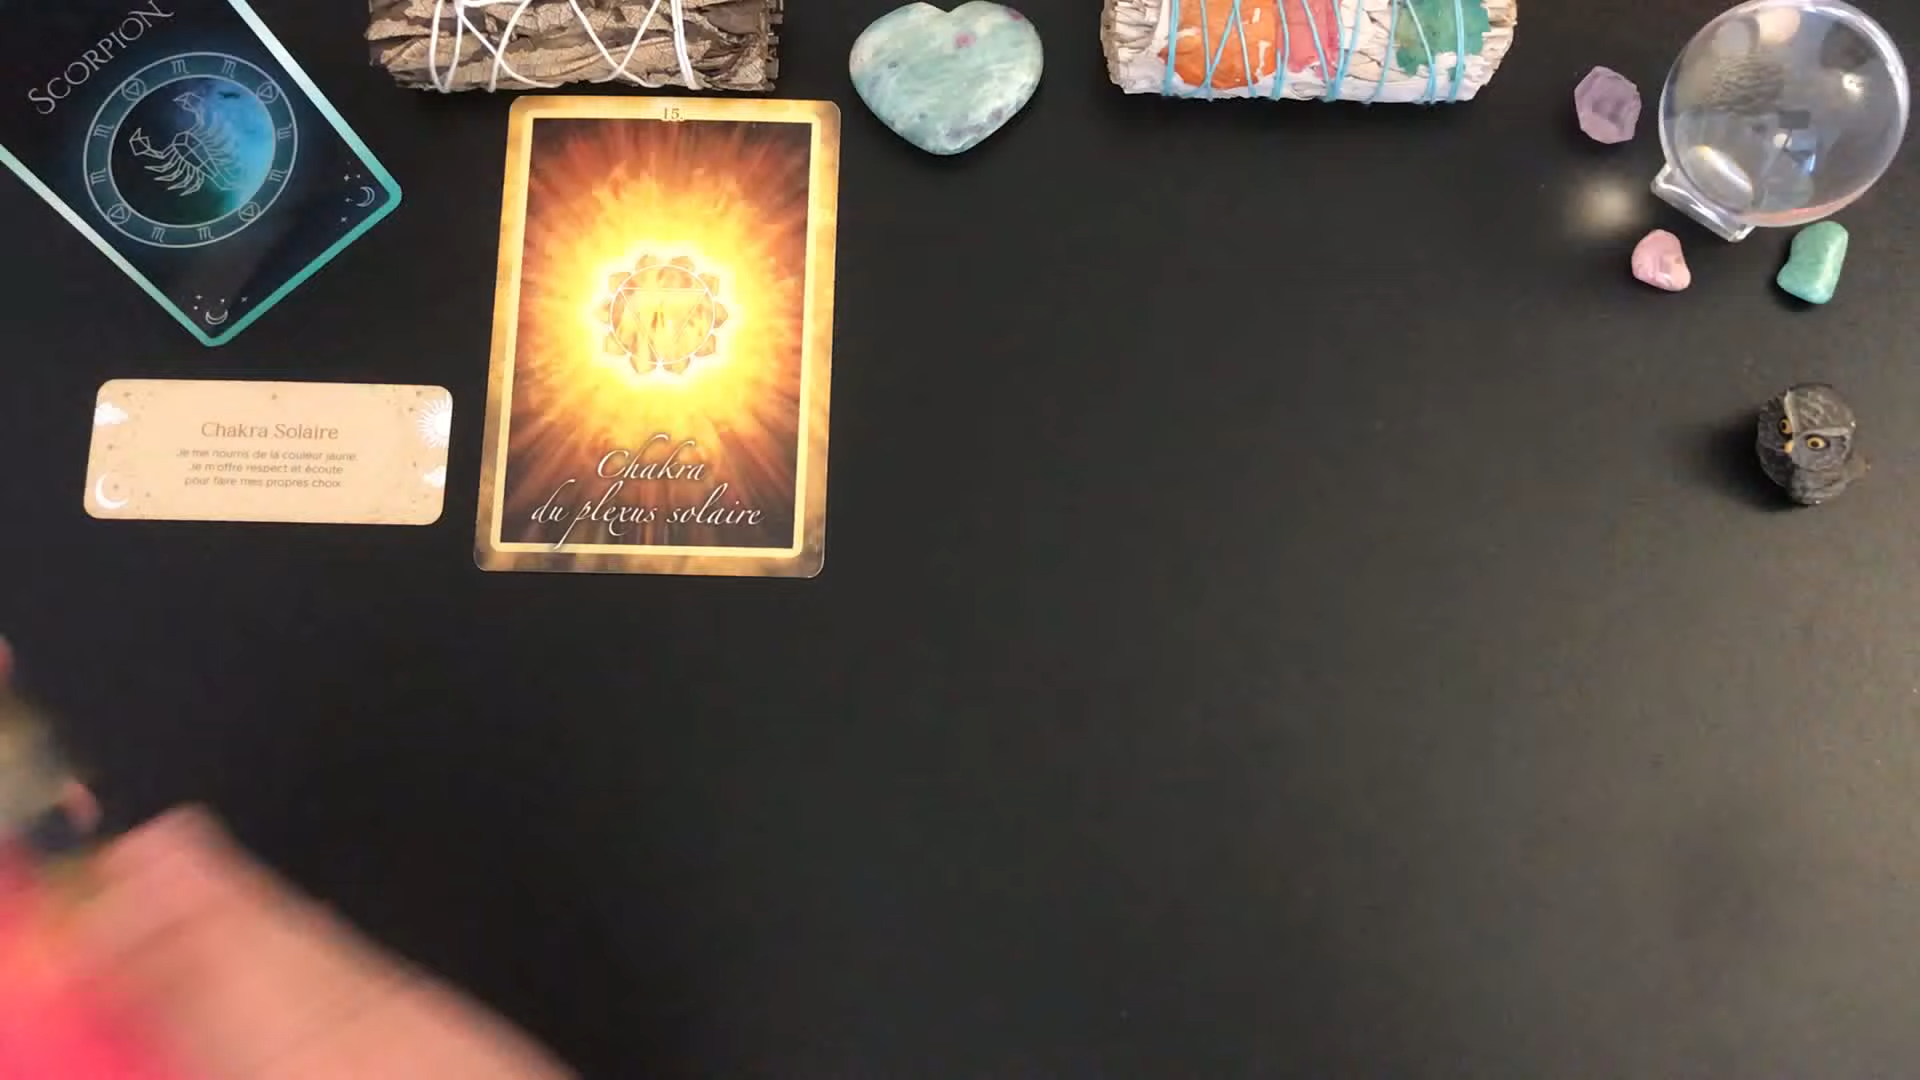 SCORPION
15.
Chakra
du plexus solaire
Chakra Solaire
Je me nourris de la couleur jaune.
Je m'offre respect et écoute
pour faire mes propres choix